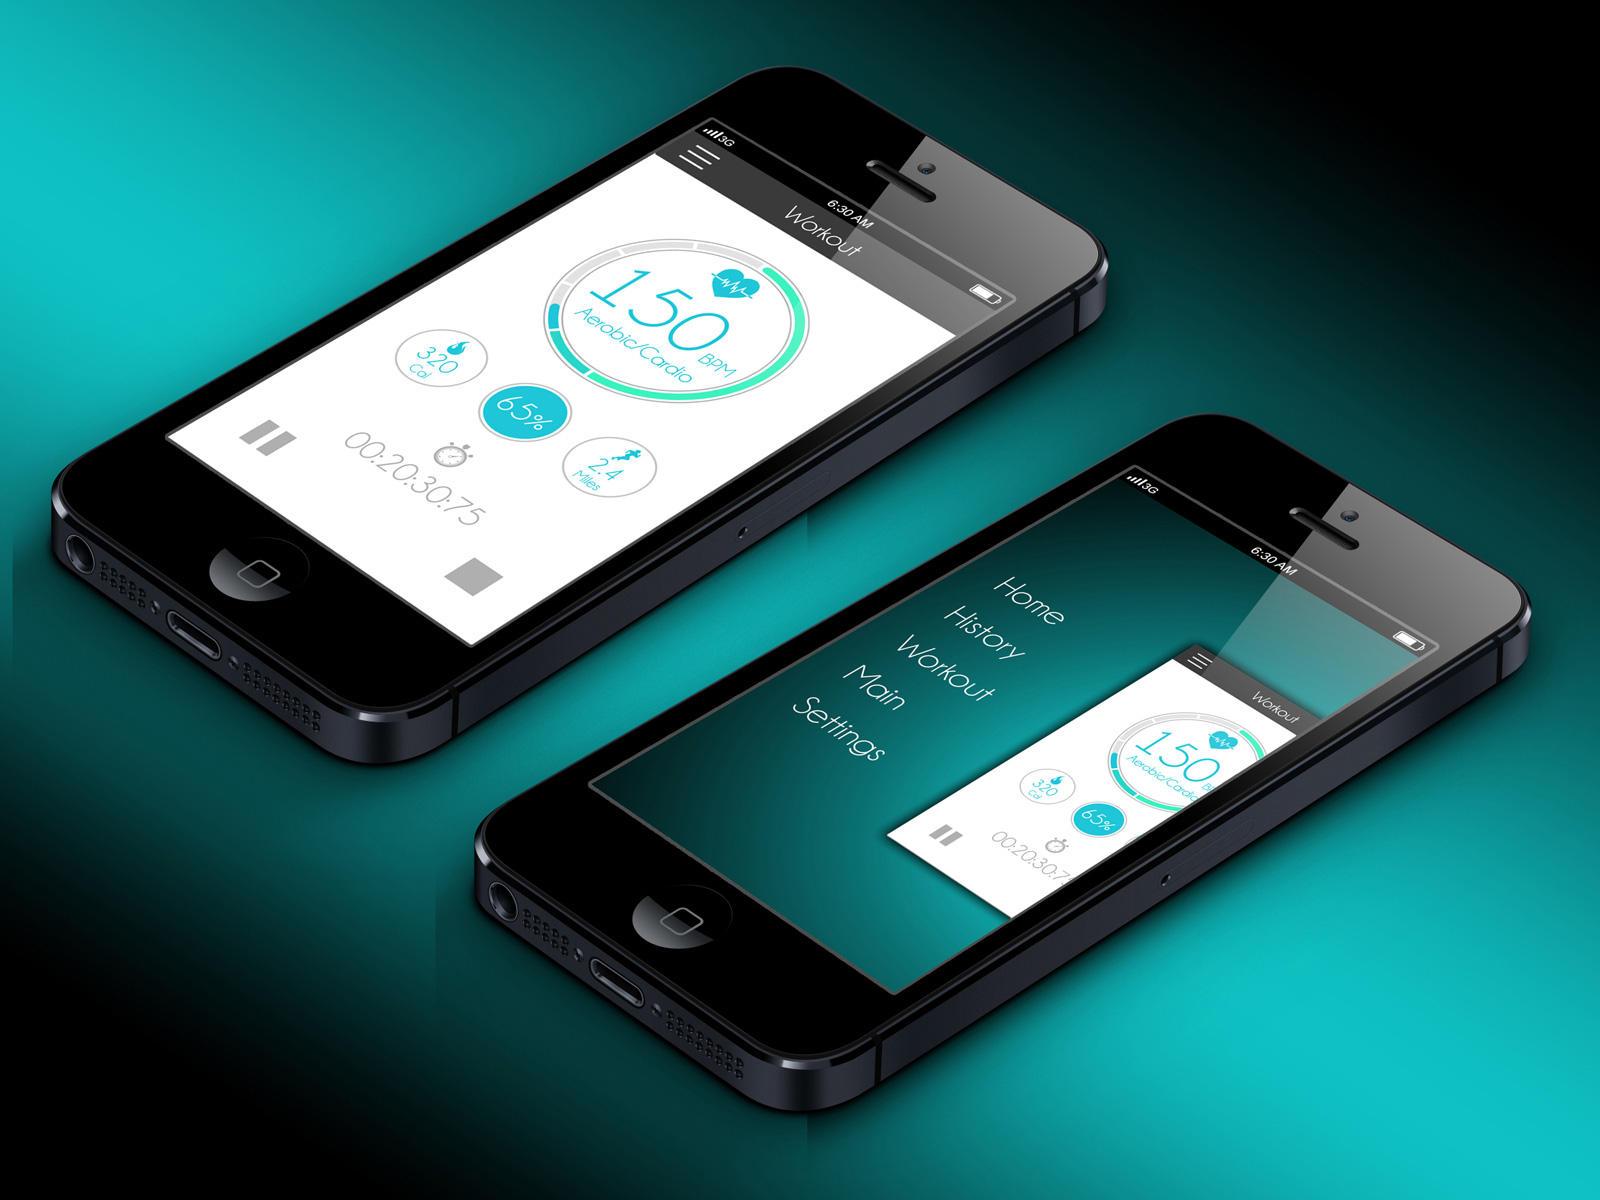 3G
6:30 AM
Workout
150
BPM
Aerobic/Cardio
320
Cal
65%
2.4
Miles
00:20:30:75
3G
6:30 AM
Home
History
Workout
Main
Settings
Workout
150
B
Aerobic/Cardio
320
Cal
65%
00:20:30:7